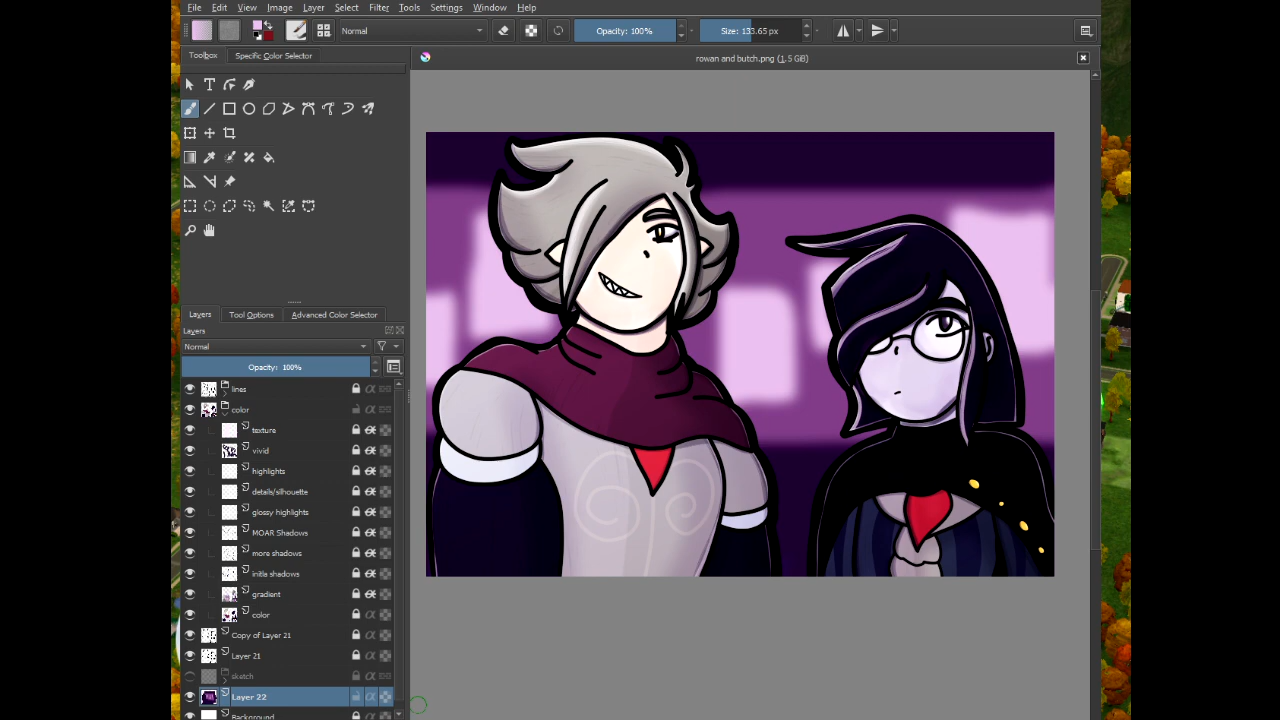 File Edit View Image Layer Select Filter Tools Settings Window Help
Normal Opacity: 100% Size: 133.65 px
Toolbox Specific Color Selector
rowan and butch.png (1.5 GiB)
Layers Tool Options Advanced Color Selector
Layers
Normal
Opacity: 100%
lines
color
texture
vivid
highlights
details/silhouette
glossy highlights
MOAR Shadows
more shadows
initla shadows
gradient
color
Copy of Layer 21
Layer 21
sketch
Layer 22
Background